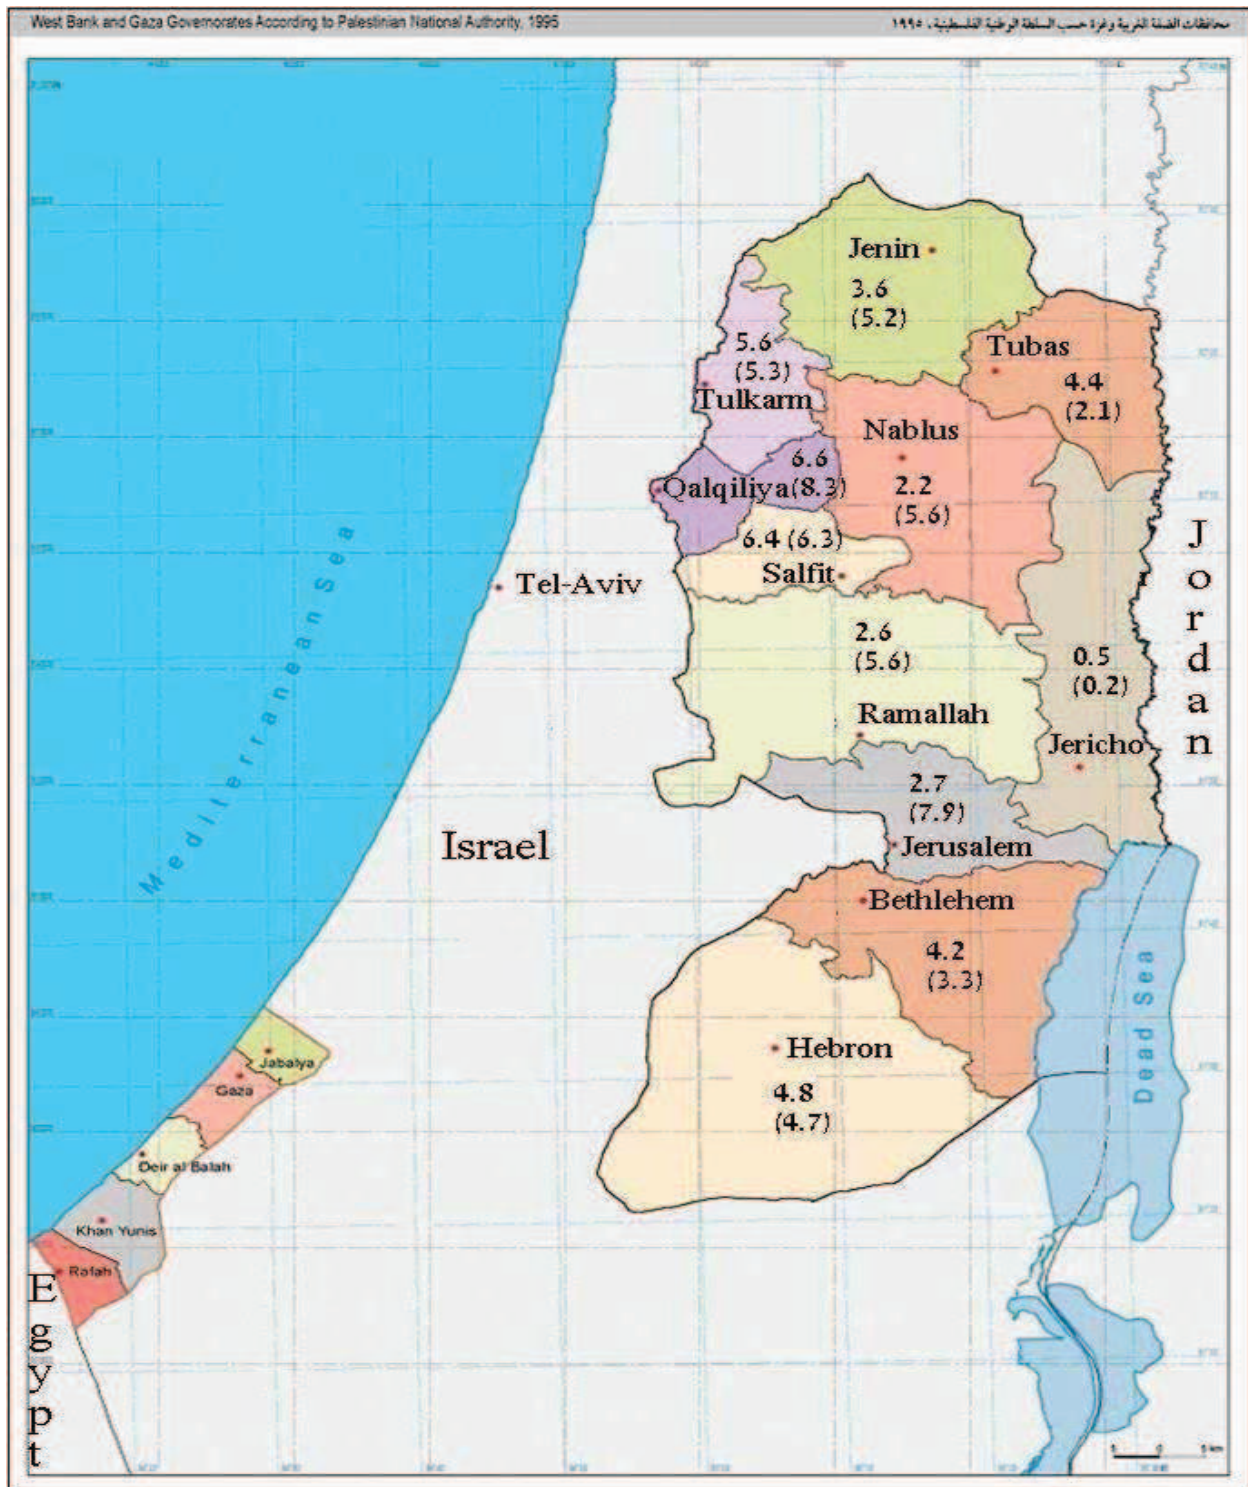 West Bank and Gaza Governorates According to Palestinian National Authority, 1995
محافظات الضفة الغربية وغزة حسب السلطة الوطنية الفلسطينية، ١٩٩٥
Jenin
3.6
(5.2)
Tubas
4.4
(2.1)
5.6
(5.3)
Tulkarm
Nablus
2.2
(5.6)
6.6
Qalqiliya (8.3)
6.4 (6.3)
Salfit
Tel-Aviv
Mediterranean Sea
Jordan
2.6
(5.6)
Ramallah
0.5
(0.2)
Jericho
2.7
(7.9)
Jerusalem
Israel
Bethlehem
4.2
(3.3)
Dead Sea
Hebron
4.8
(4.7)
Jabalya
Gaza
Deir al Balah
Khan Yunis
Rafah
Egypt
km